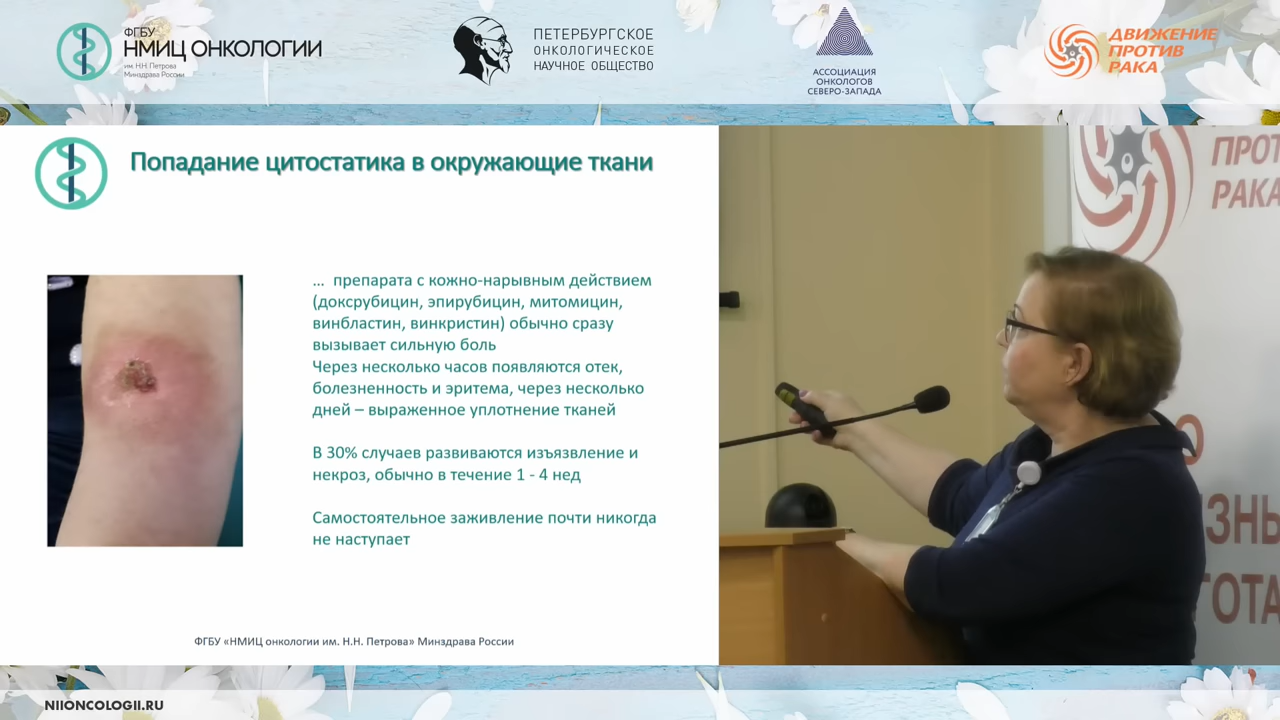 ФГБУ
НМИЦ ОНКОЛОГИИ
им. Н.Н. Петрова
Минздрава России
ПЕТЕРБУРГСКОЕ
ОНКОЛОГИЧЕСКОЕ
НАУЧНОЕ ОБЩЕСТВО
АССОЦИАЦИЯ
ОНКОЛОГОВ
СЕВЕРО-ЗАПАДА
ДВИЖЕНИЕ
ПРОТИВ
РАКА
Попадание цитостатика в окружающие ткани
... препарата с кожно-нарывным действием
(доксрубицин, эпирубицин, митомицин,
винбластин, винкристин) обычно сразу
вызывает сильную боль
Через несколько часов появляются отек,
болезненность и эритема, через несколько
дней – выраженное уплотнение тканей
В 30% случаев развиваются изъязвление и
некроз, обычно в течение 1 - 4 нед
Самостоятельное заживление почти никогда
не наступает
ФГБУ «НМИЦ онкологии им. Н.Н. Петрова» Минздрава России
ПРОТ
РАКА
О
ИЗНЬ
ГОТА
NIIONCOLOGII.RU